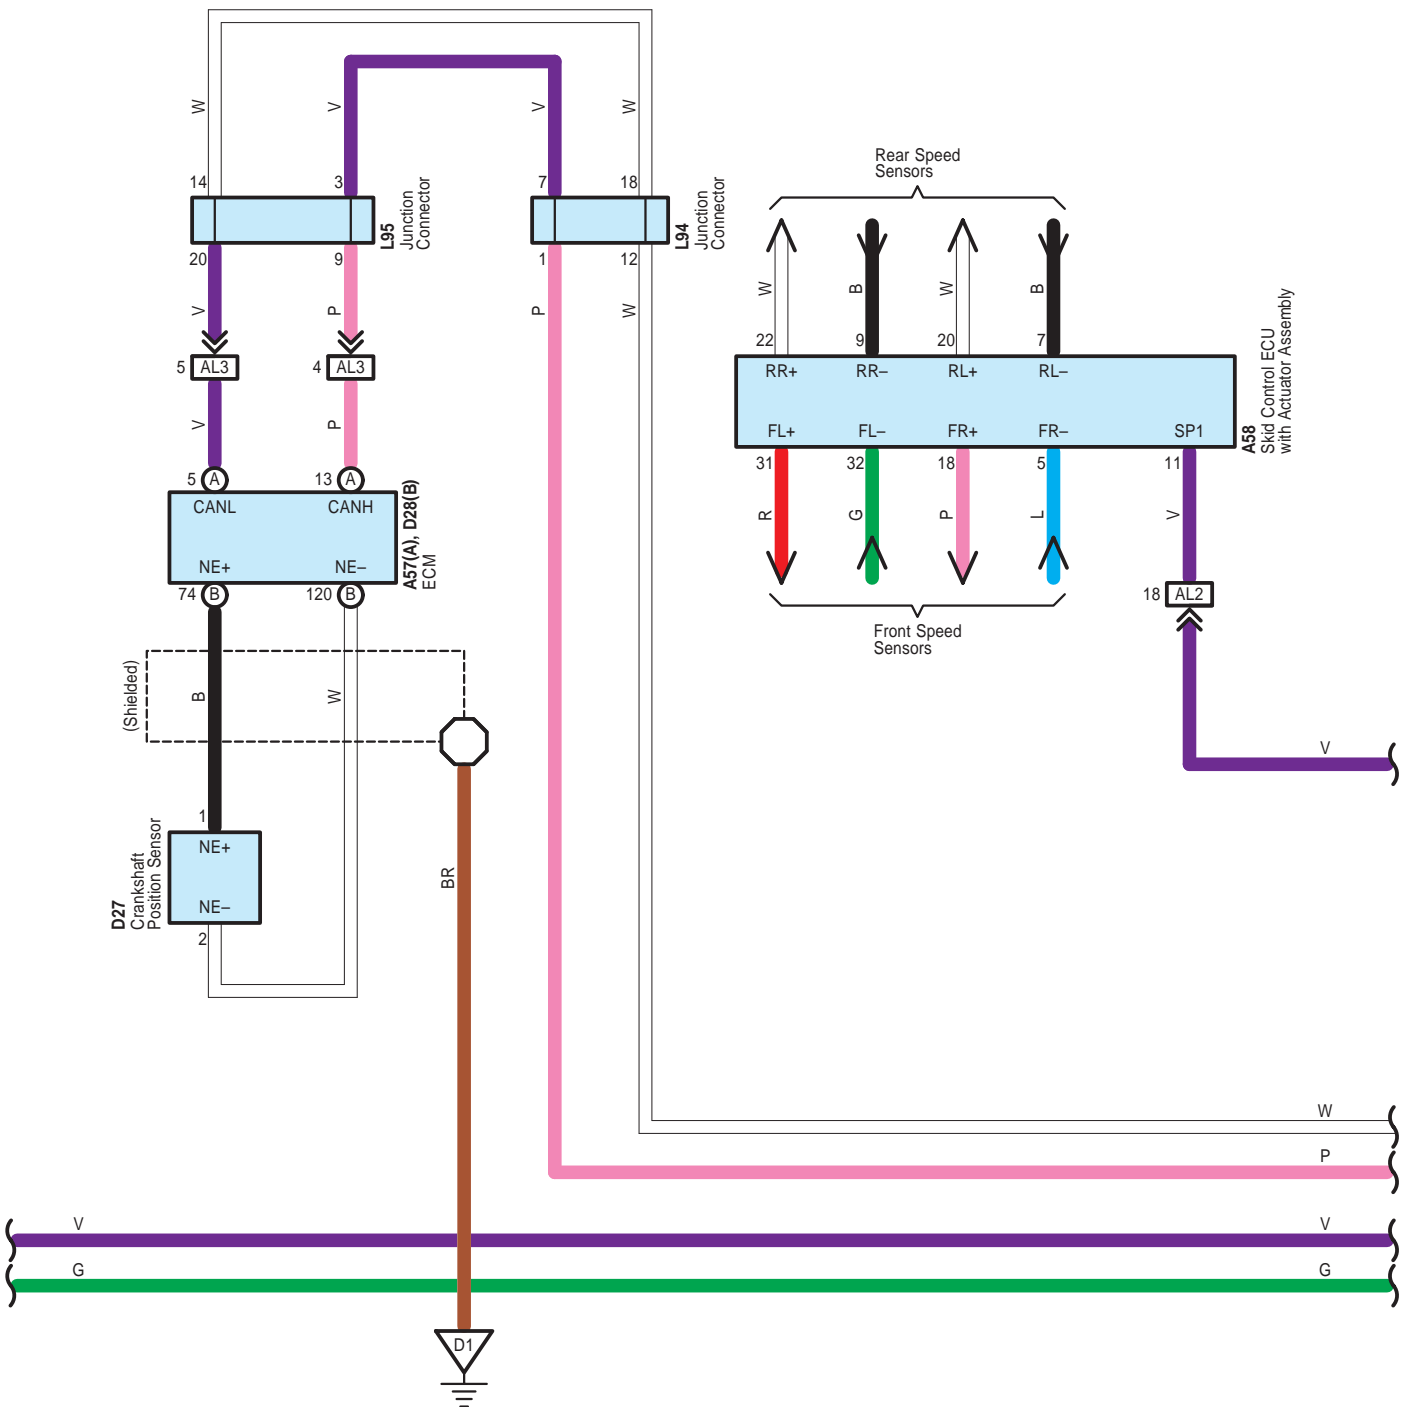 W
V
V
W
14
3
7
18
L95
Junction
Connector
L94
Junction
Connector
20
9
1
12
V
P
P
W
5
AL3
4
AL3
V
P
5
A
13
A
CANL
CANH
NE+
NE–
A57(A), D28(B)
ECM
74
B
120
B
(Shielded)
B
W
1
NE+
NE–
2
D27
Crankshaft
Position Sensor
BR
D1
Rear Speed
Sensors
W
B
W
B
22
9
20
7
RR+
RR–
RL+
RL–
FL+
FL–
FR+
FR–
SP1
A58
Skid Control ECU
with Actuator Assembly
31
32
18
5
11
R
G
P
L
V
Front Speed
Sensors
18
AL2
V
W
P
V
V
G
G